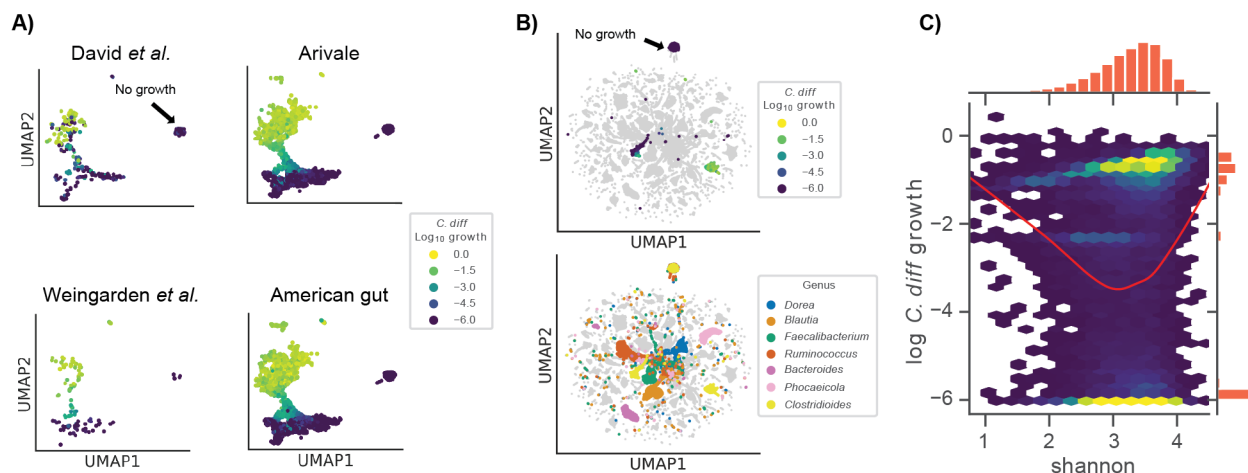 A)
David et al.
No growth
UMAP2
Arivale
Weingarden et al.
UMAP2
UMAP1
American gut
UMAP1
C. diff
Log10 growth
0.0
−1.5
−3.0
−4.5
−6.0
B)
No growth
UMAP2
UMAP1
C. diff
Log10 growth
0.0
−1.5
−3.0
−4.5
−6.0
UMAP2
UMAP1
Genus
Dorea
Blautia
Faecalibacterium
Ruminococcus
Bacteroides
Phocaeicola
Clostridioides
C)
log C. diff growth
0
−2
−4
−6
1 2 3 4
shannon